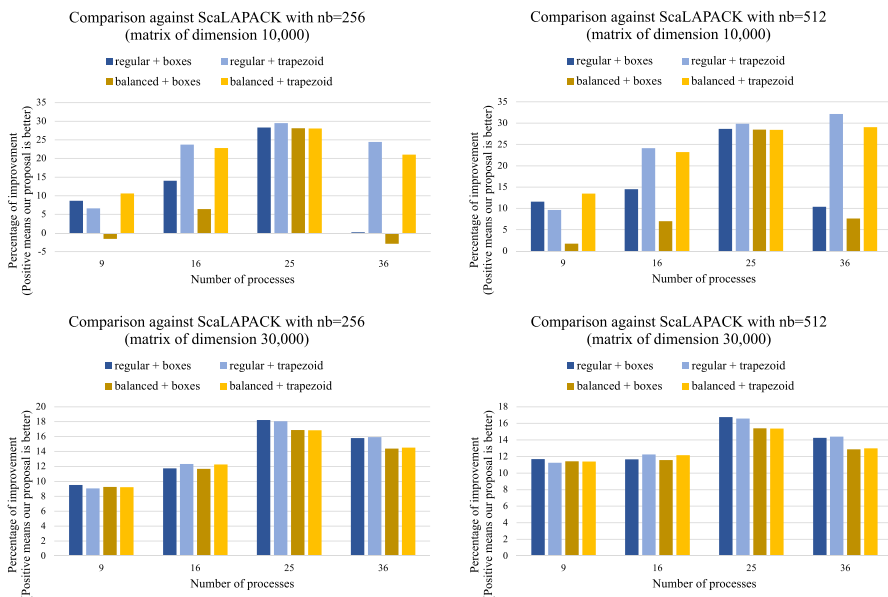 Comparison against ScaLAPACK with nb=256
(matrix of dimension 10,000)
regular + boxes
regular + trapezoid
balanced + boxes
balanced + trapezoid
Percentage of improvement
(Positive means our proposal is better)
35
30
25
20
15
10
5
0
-5
9
16
25
36
Number of processes
Comparison against ScaLAPACK with nb=512
(matrix of dimension 10,000)
regular + boxes
regular + trapezoid
balanced + boxes
balanced + trapezoid
Percentage of improvement
(Positive means our proposal is better)
35
30
25
20
15
10
5
0
9
16
25
36
Number of processes
Comparison against ScaLAPACK with nb=256
(matrix of dimension 30,000)
regular + boxes
regular + trapezoid
balanced + boxes
balanced + trapezoid
Percentage of improvement
Positive means our proposal is better)
20
18
16
14
12
10
8
6
4
2
0
9
16
25
36
Number of processes
Comparison against ScaLAPACK with nb=512
(matrix of dimension 30,000)
regular + boxes
regular + trapezoid
balanced + boxes
balanced + trapezoid
Percentage of improvement
Positive means our proposal is better)
18
16
14
12
10
8
6
4
2
0
9
16
25
36
Number of processes